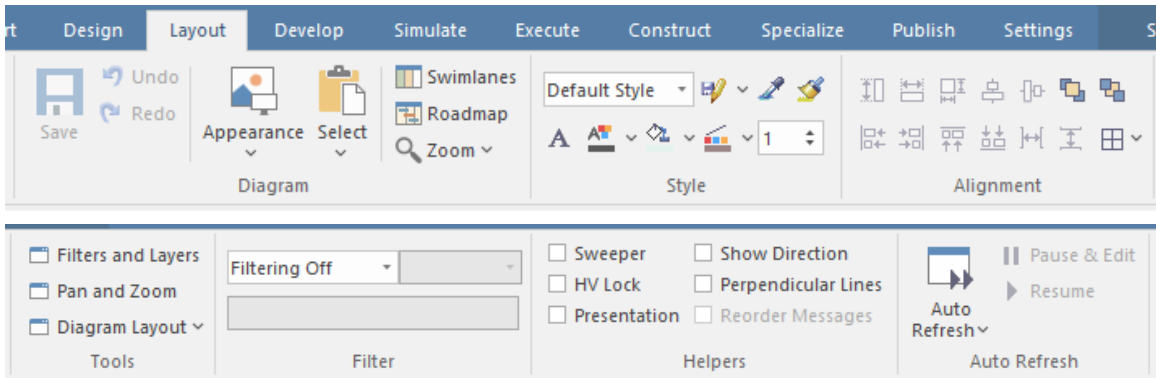 rt Design Layout Develop Simulate Execute Construct Specialize Publish Settings S
Undo
Redo
Save
Appearance
Select
Swimlanes
Roadmap
Zoom
Diagram
Default Style
A A 1
Style
Alignment
Filters and Layers
Pan and Zoom
Diagram Layout
Tools
Filtering Off
Filter
Sweeper Show Direction
HV Lock Perpendicular Lines
Presentation Reorder Messages
Helpers
Auto
Refresh
Pause & Edit
Resume
Auto Refresh